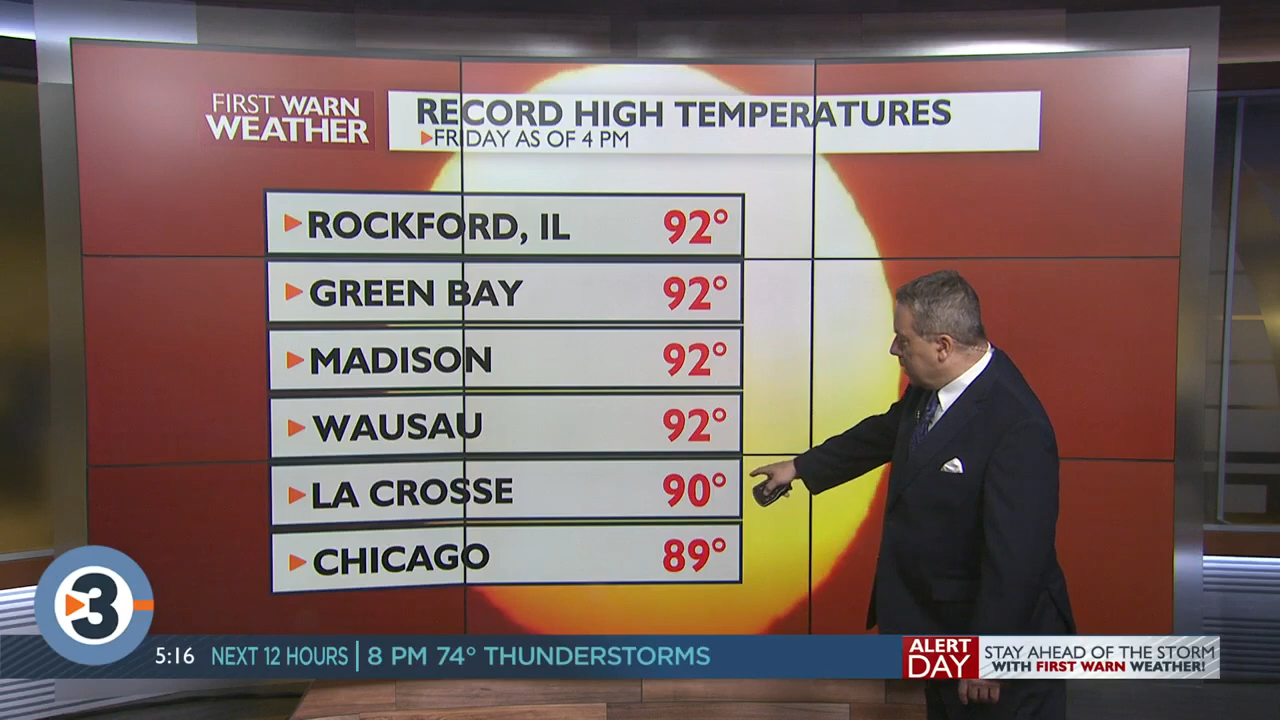 FIRST WARN
WEATHER
RECORD HIGH TEMPERATURES
FRIDAY AS OF 4 PM
ROCKFORD, IL 92°
GREEN BAY 92°
MADISON 92°
WAUSAU 92°
LA CROSSE 90°
CHICAGO 89°
3
5:16 NEXT 12 HOURS 8 PM 74° THUNDERSTORMS
ALERT
DAY
STAY AHEAD OF THE STORM
WITH FIRST WARN WEATHER!